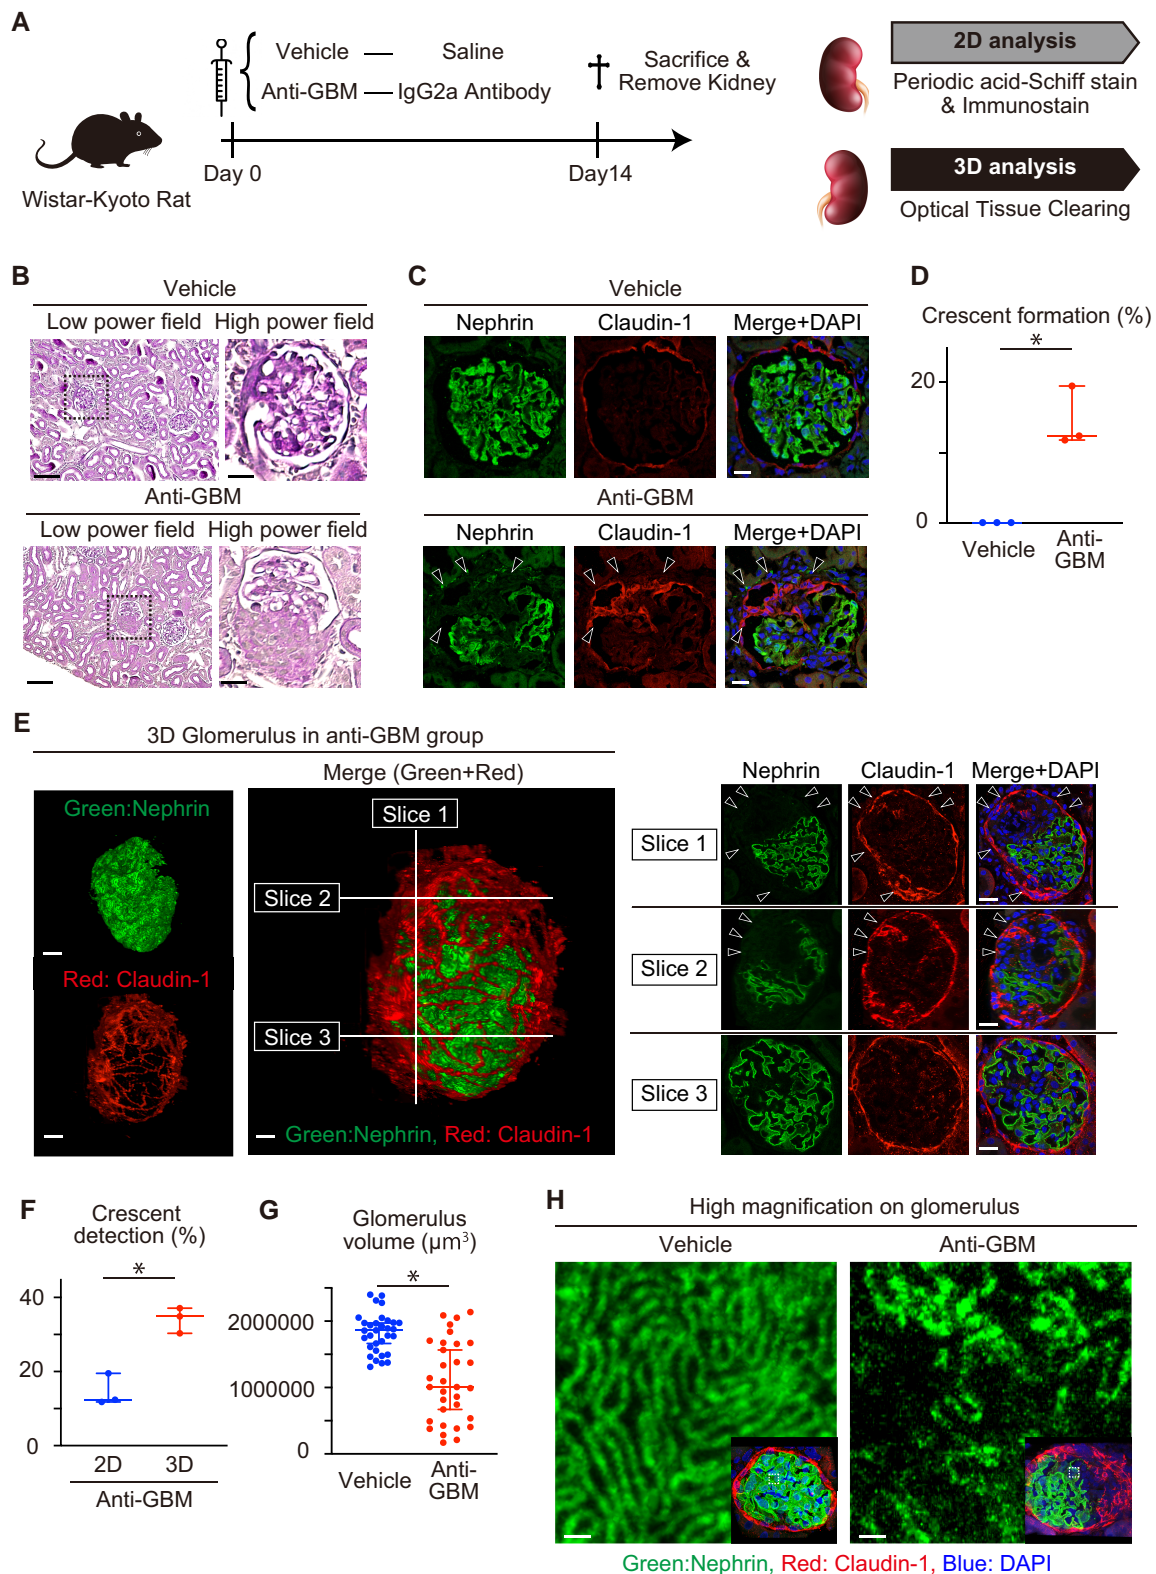 A
Vehicle — Saline
Anti-GBM — IgG2a Antibody
Sacrifice &
Remove Kidney
Day 0
Day14
Wistar-Kyoto Rat
2D analysis
Periodic acid-Schiff stain
& Immunostain
3D analysis
Optical Tissue Clearing
B
Vehicle
Low power field
High power field
Anti-GBM
Low power field
High power field
C
Vehicle
Nephrin
Claudin-1
Merge+DAPI
Anti-GBM
Nephrin
Claudin-1
Merge+DAPI
D
Crescent formation (%)
*
20
0
Vehicle
Anti-
GBM
E
3D Glomerulus in anti-GBM group
Green:Nephrin
Red: Claudin-1
Merge (Green+Red)
Slice 1
Slice 2
Slice 3
Green:Nephrin, Red: Claudin-1
Nephrin
Claudin-1
Merge+DAPI
Slice 1
Slice 2
Slice 3
F
Crescent
detection (%)
*
40
20
0
2D
3D
Anti-GBM
G
Glomerulus
volume (µm³)
*
2000000
1000000
0
Vehicle
Anti-
GBM
H
High magnification on glomerulus
Vehicle
Anti-GBM
Green:Nephrin, Red: Claudin-1, Blue: DAPI